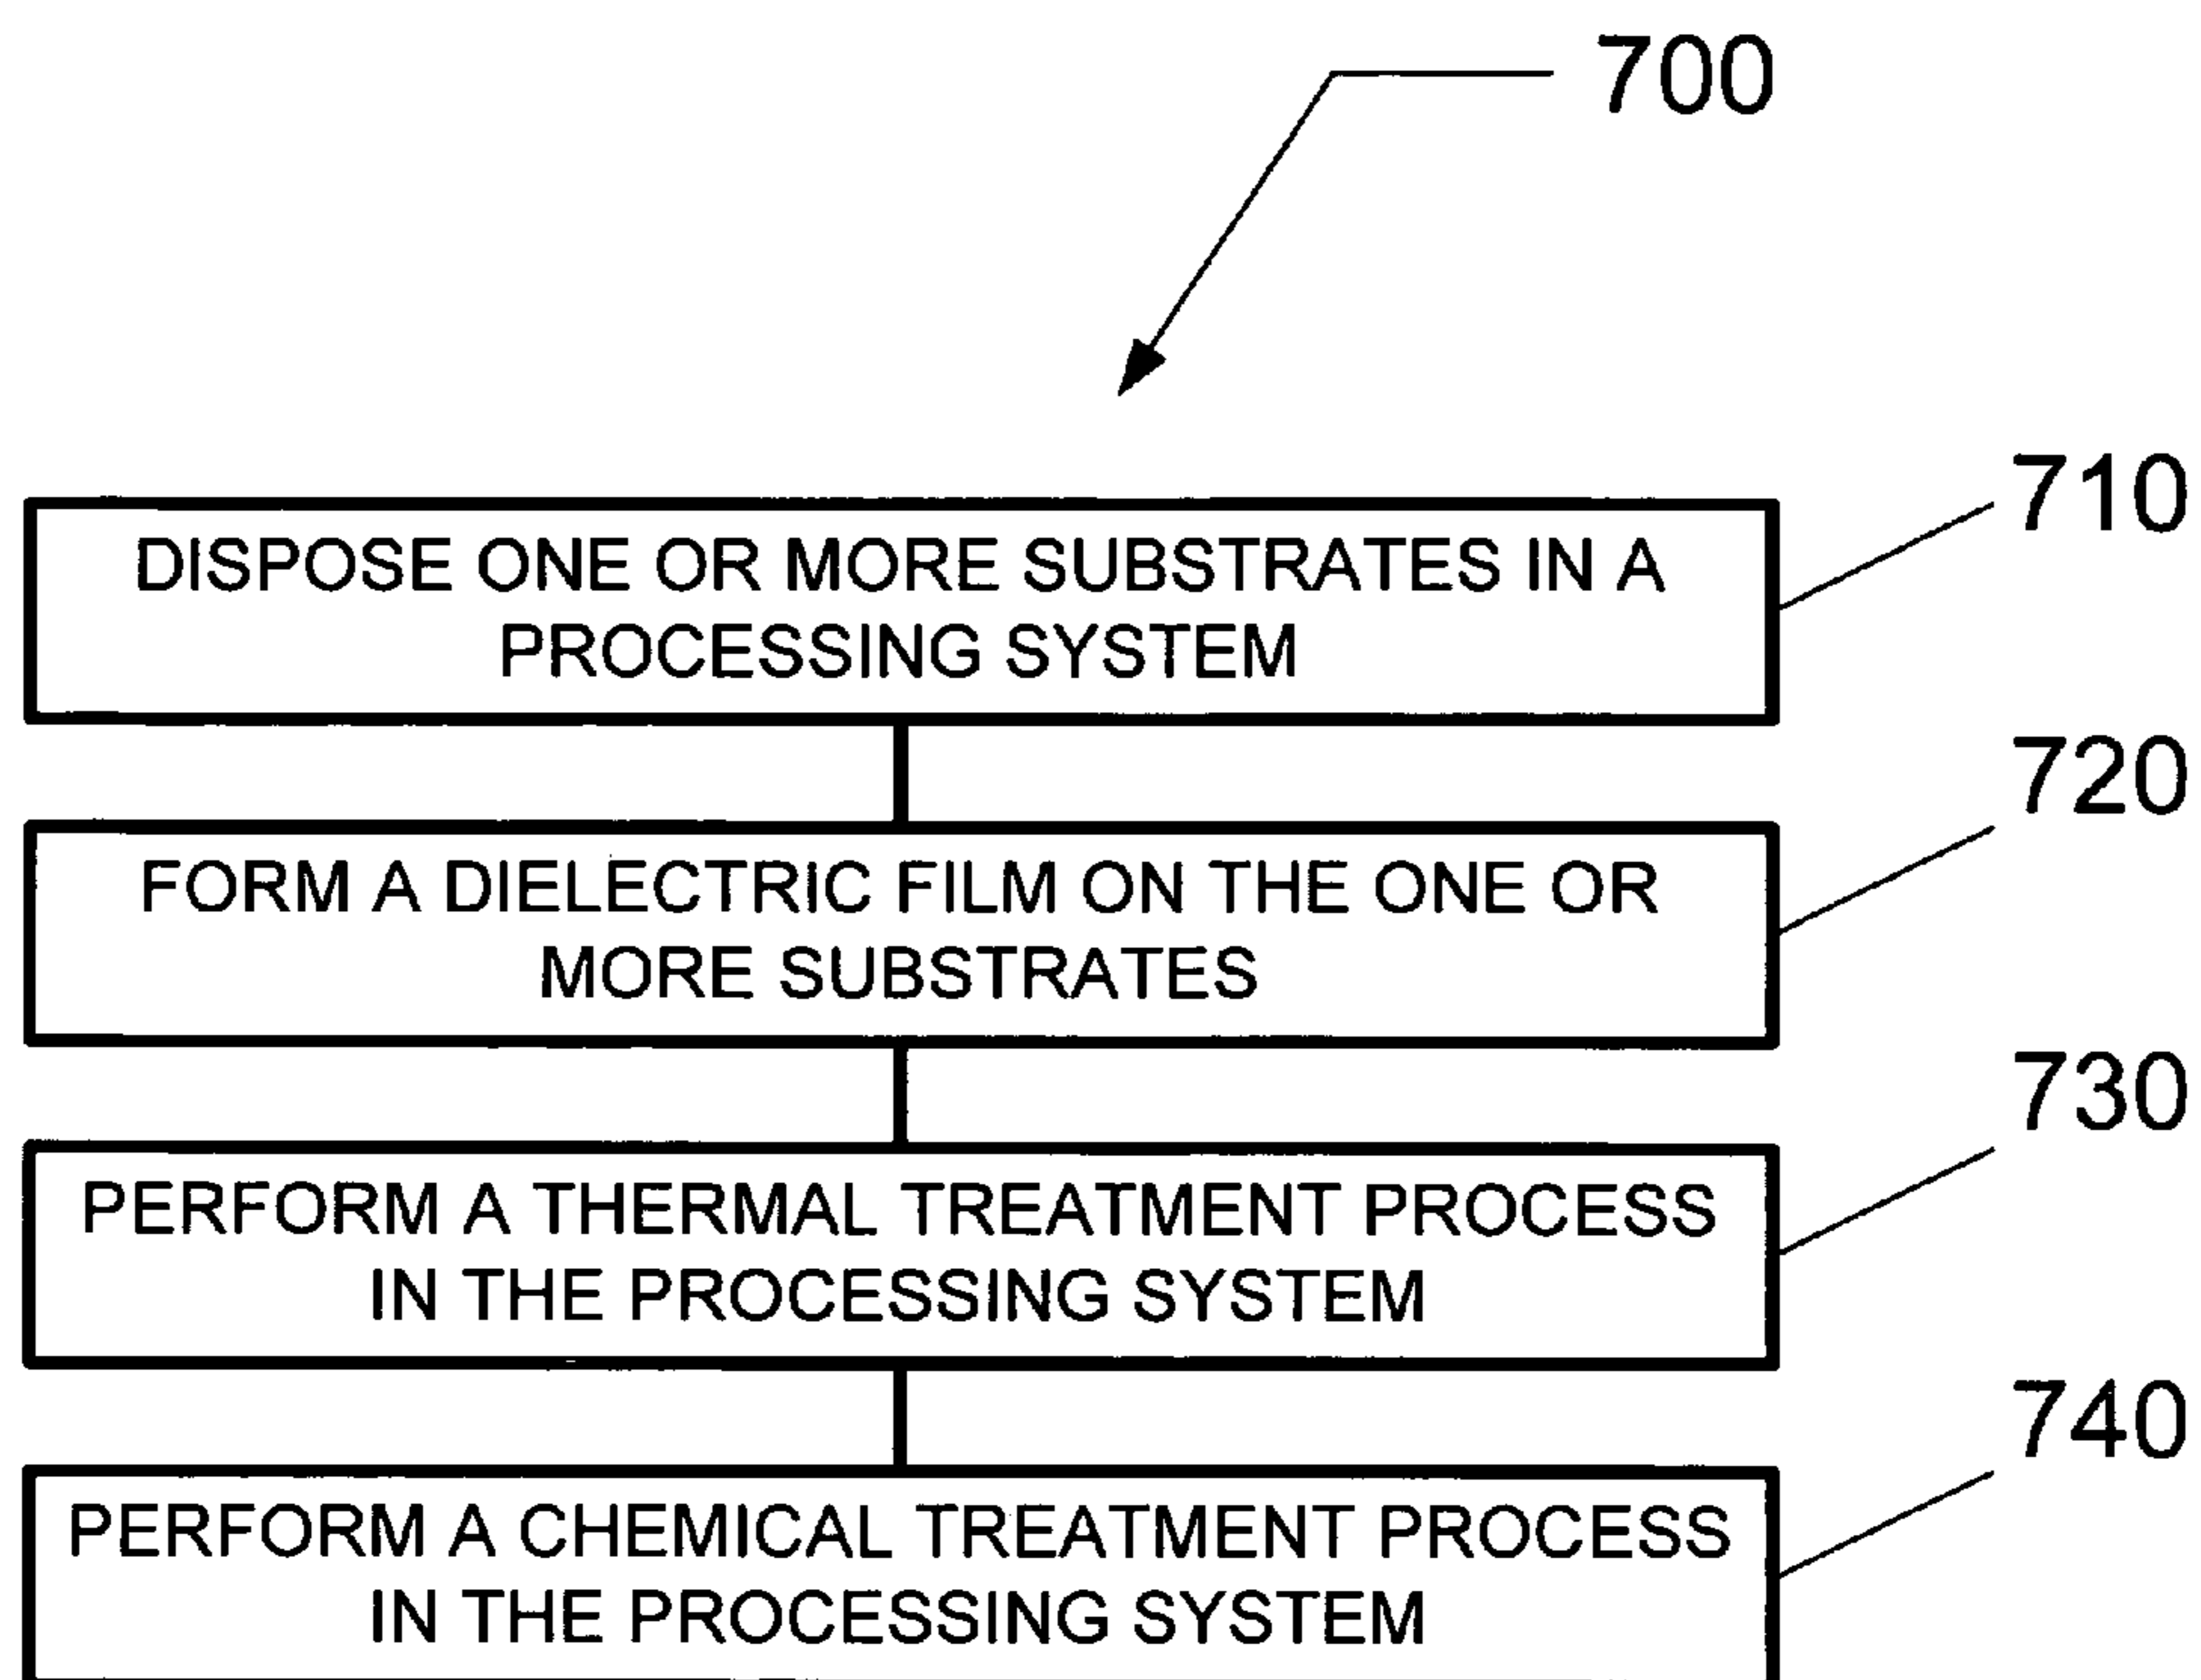 700
710
DISPOSE ONE OR MORE SUBSTRATES IN A
PROCESSING SYSTEM
720
FORM A DIELECTRIC FILM ON THE ONE OR
MORE SUBSTRATES
730
PERFORM A THERMAL TREATMENT PROCESS
IN THE PROCESSING SYSTEM
740
PERFORM A CHEMICAL TREATMENT PROCESS
IN THE PROCESSING SYSTEM